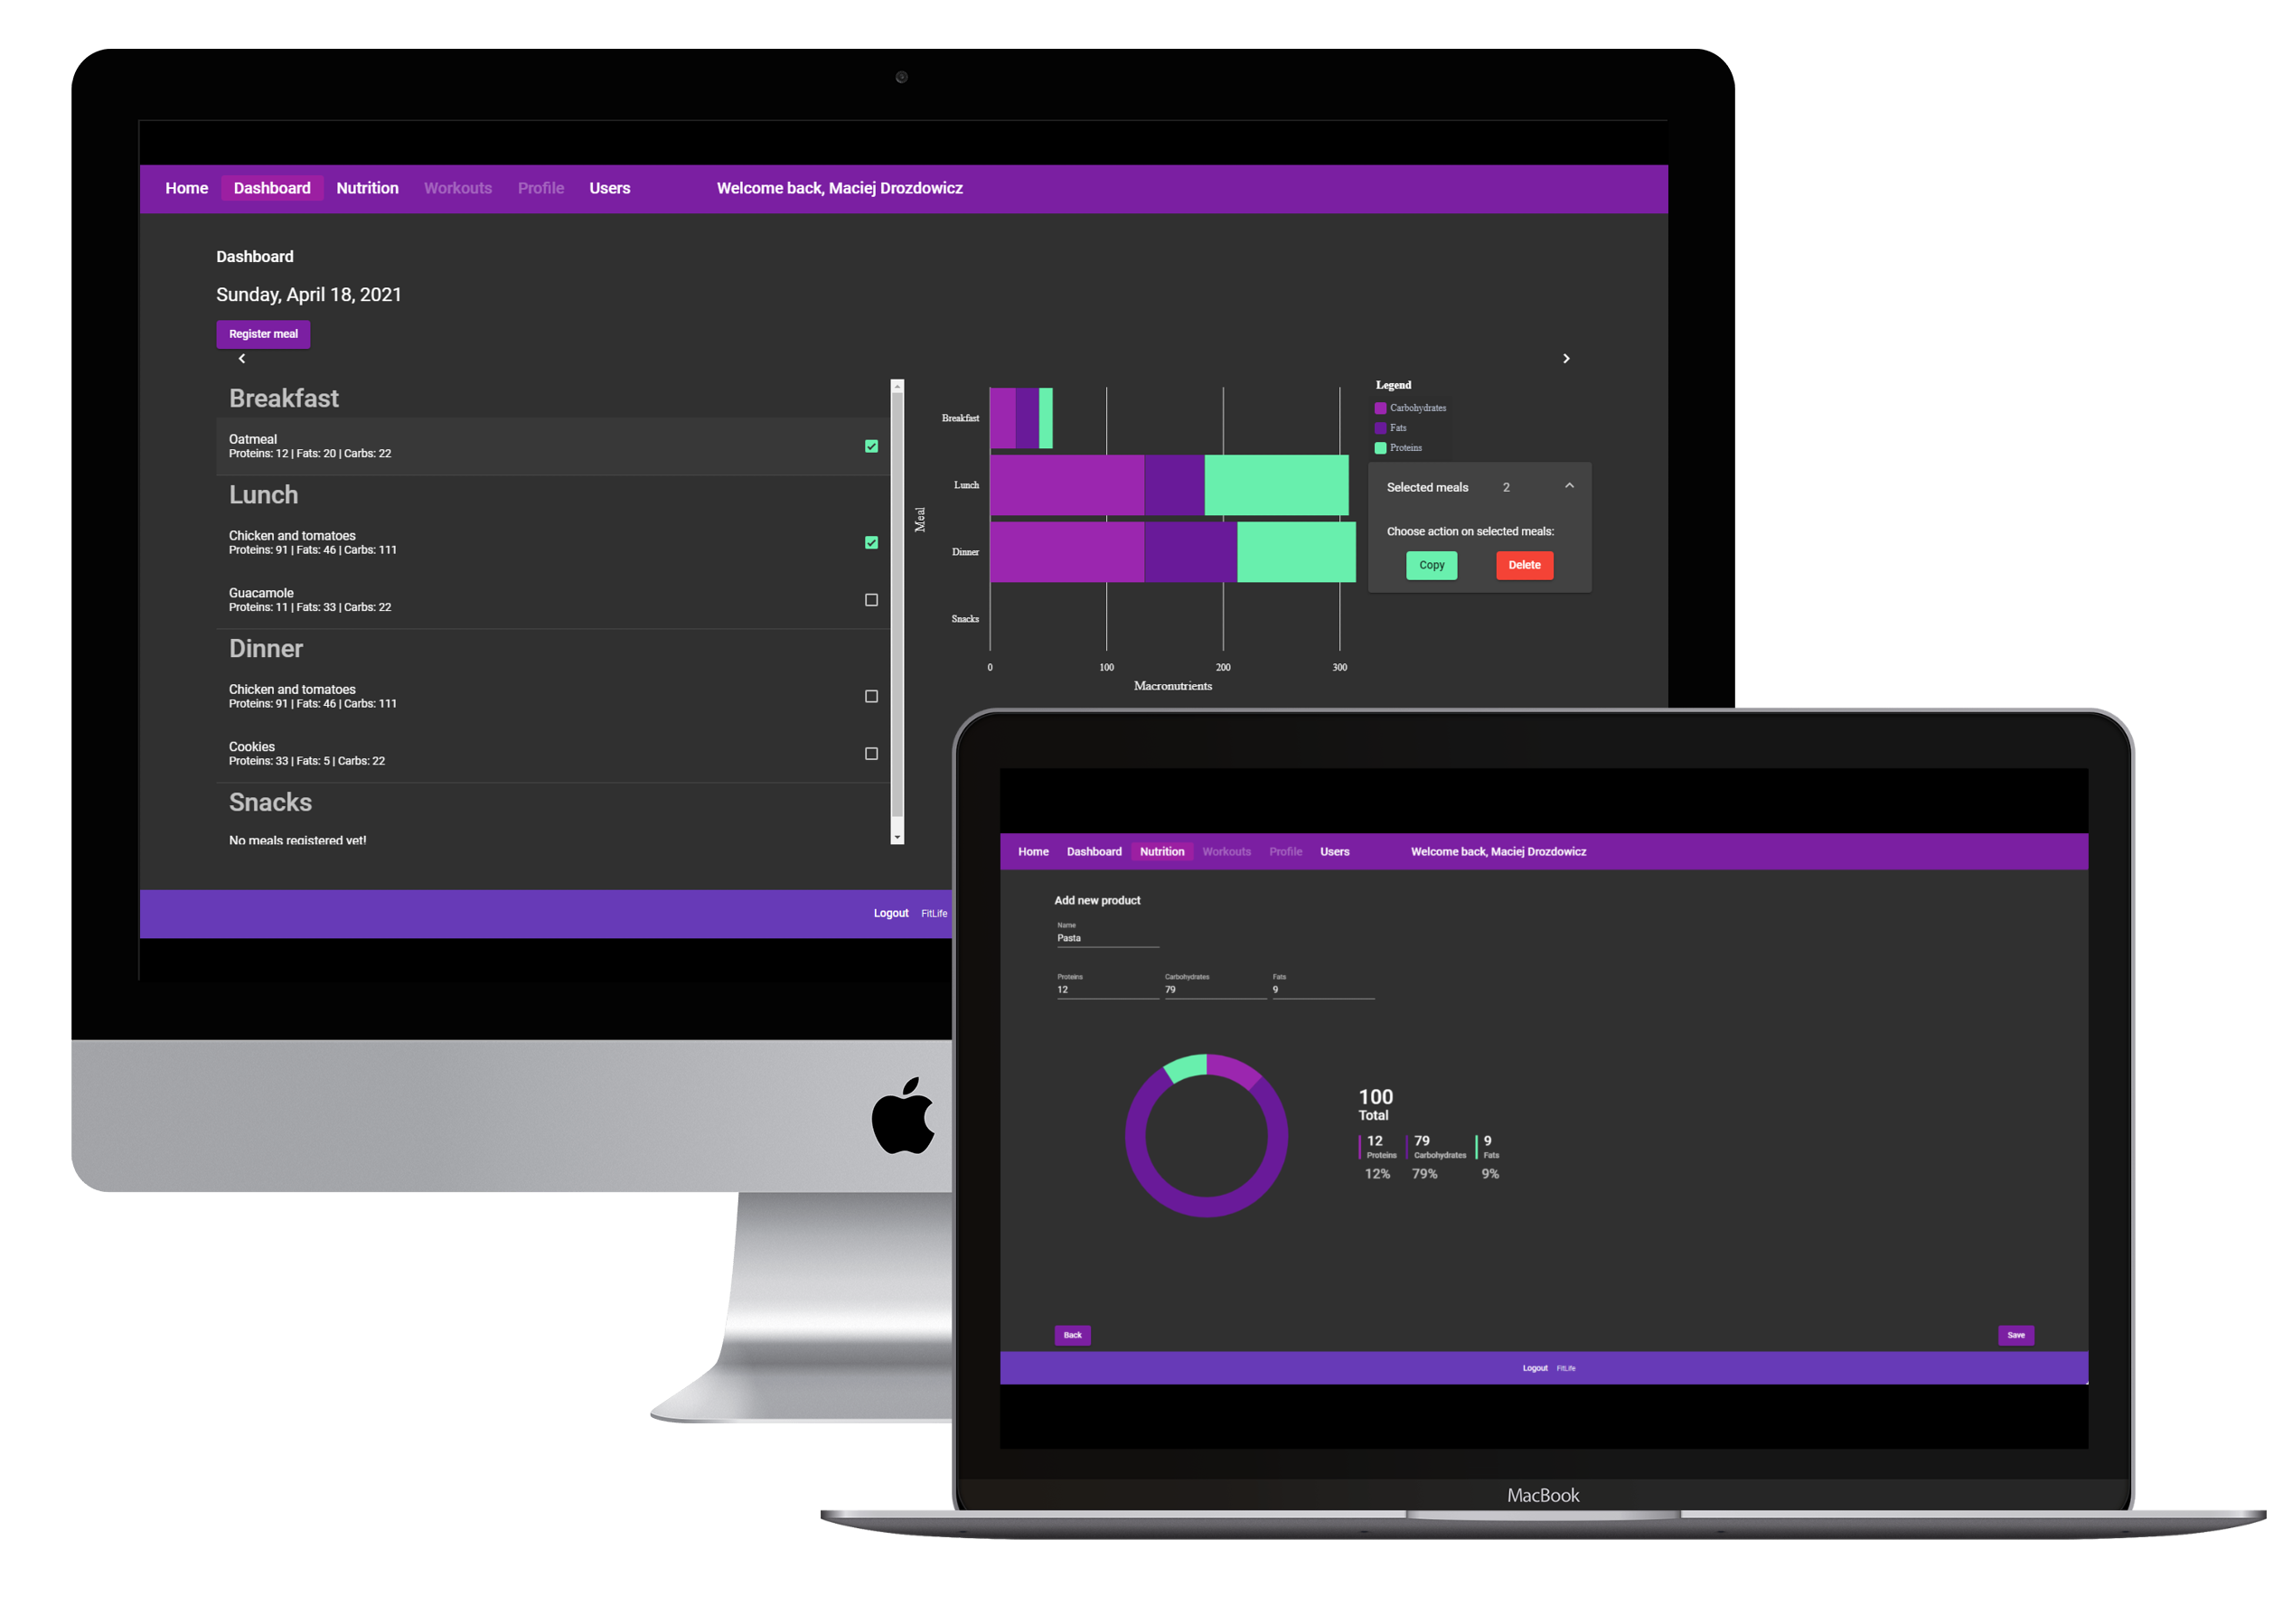 Home Dashboard Nutrition Workouts Profile Users Welcome back, Maciej Drozdowicz
Dashboard
Sunday, April 18, 2021
Register meal
Breakfast
Oatmeal
Proteins: 12 | Fats: 20 | Carbs: 22
Lunch
Chicken and tomatoes
Proteins: 91 | Fats: 46 | Carbs: 111
Guacamole
Proteins: 11 | Fats: 33 | Carbs: 22
Dinner
Chicken and tomatoes
Proteins: 91 | Fats: 46 | Carbs: 111
Cookies
Proteins: 33 | Fats: 5 | Carbs: 22
Snacks
No meals registered yet!
Meal
Breakfast
Lunch
Dinner
Snacks
0 100 200 300
Macronutrients
Legend
Carbohydrates
Fats
Proteins
Selected meals 2
Choose action on selected meals:
Copy Delete
Logout FitLife
Home Dashboard Nutrition Workouts Profile Users Welcome back, Maciej Drozdowicz
Add new product
Name
Pasta
Proteins Carbohydrates Fats
12 79 9
100
Total
12 79 9
Proteins Carbohydrates Fats
12% 79% 9%
Back Save
Logout FitLife
MacBook